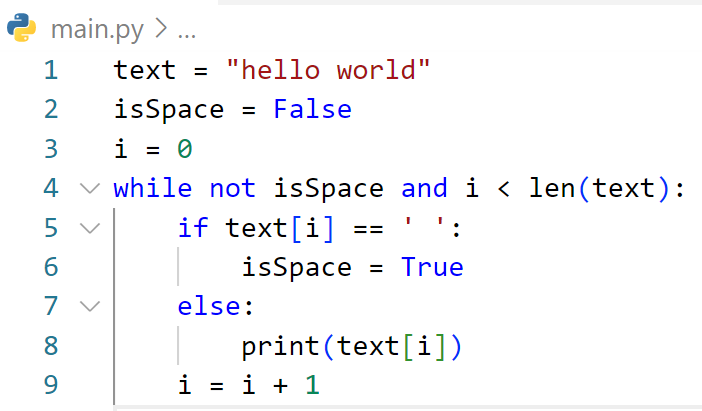 main.py > ...
1 text = "hello world"
2 isSpace = False
3 i = 0
4 while not isSpace and i < len(text):
5     if text[i] == ' ':
6         isSpace = True
7     else:
8         print(text[i])
9     i = i + 1